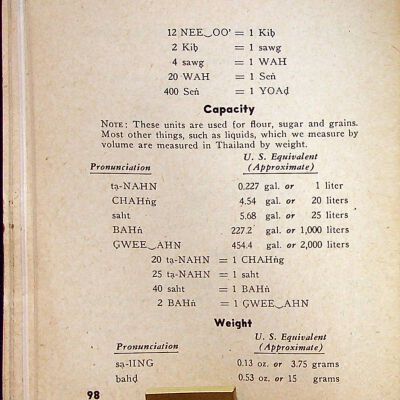 12 NEE‿OO' = 1 Kiḅ
2 Kiḅ = 1 sawg
4 sawg = 1 WAH
20 WAH = 1 Seṅ
400 Seṅ = 1 YOAḍ
Capacity
NOTE: These units are used for flour, sugar and grains.
Most other things, such as liquids, which we measure by
volume are measured in Thailand by weight.
Pronunciation U. S. Equivalent (Approximate)
tạ-NAHN 0.227 gal. or 1 liter
CHAHṅg 4.54 gal. or 20 liters
saht 5.68 gal. or 25 liters
BAHṅ 227.2 gal. or 1,000 liters
G̣WEE‿AHN 454.4 gal. or 2,000 liters
20 tạ-NAHN = 1 CHAHṅg
25 tạ-NAHN = 1 saht
40 saht = 1 BAHṅ
2 BAHṅ = 1 G̣WEE‿AHN
Weight
Pronunciation U. S. Equivalent (Approximate)
sạ-lING 0.13 oz. or 3.75 grams
bahḍ 0.53 oz. or 15 grams
98